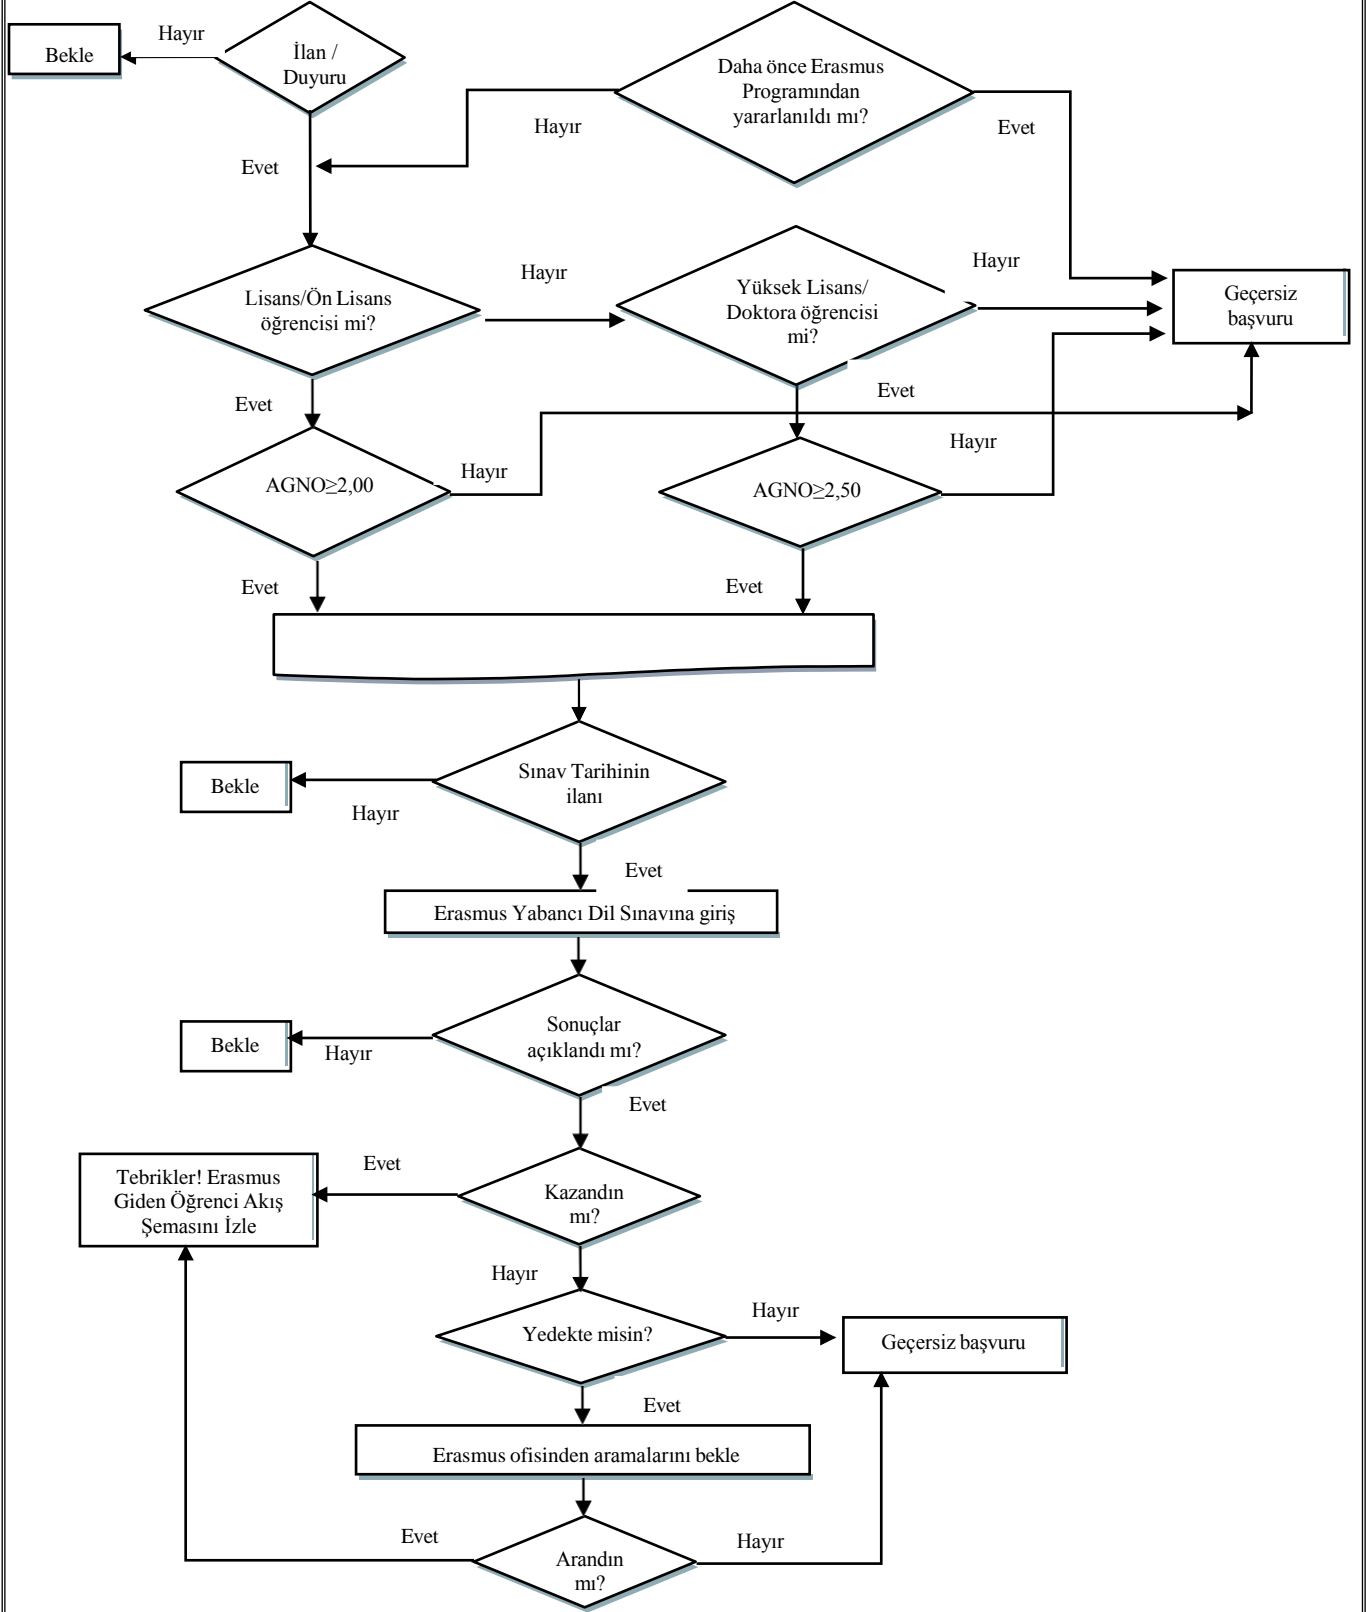 Bekle
Hayır
İlan /
Duyuru
Daha önce Erasmus
Programından
yararlanıldı mı?
Hayır
Evet
Evet
Lisans/Ön Lisans
öğrencisi mi?
Hayır
Yüksek Lisans/
Doktora öğrencisi
mi?
Hayır
Geçersiz
başvuru
Evet
Evet
AGNO≥2,00
Hayır
AGNO≥2,50
Hayır
Evet
Evet
Sınav Tarihinin
ilanı
Bekle
Hayır
Evet
Erasmus Yabancı Dil Sınavına giriş
Sonuçlar
açıklandı mı?
Bekle
Hayır
Evet
Tebrikler! Erasmus
Giden Öğrenci Akış
Şemasını İzle
Evet
Kazandın
mı?
Hayır
Yedekte misin?
Hayır
Geçersiz başvuru
Evet
Erasmus ofisinden aramalarını bekle
Evet
Arandın
mı?
Hayır